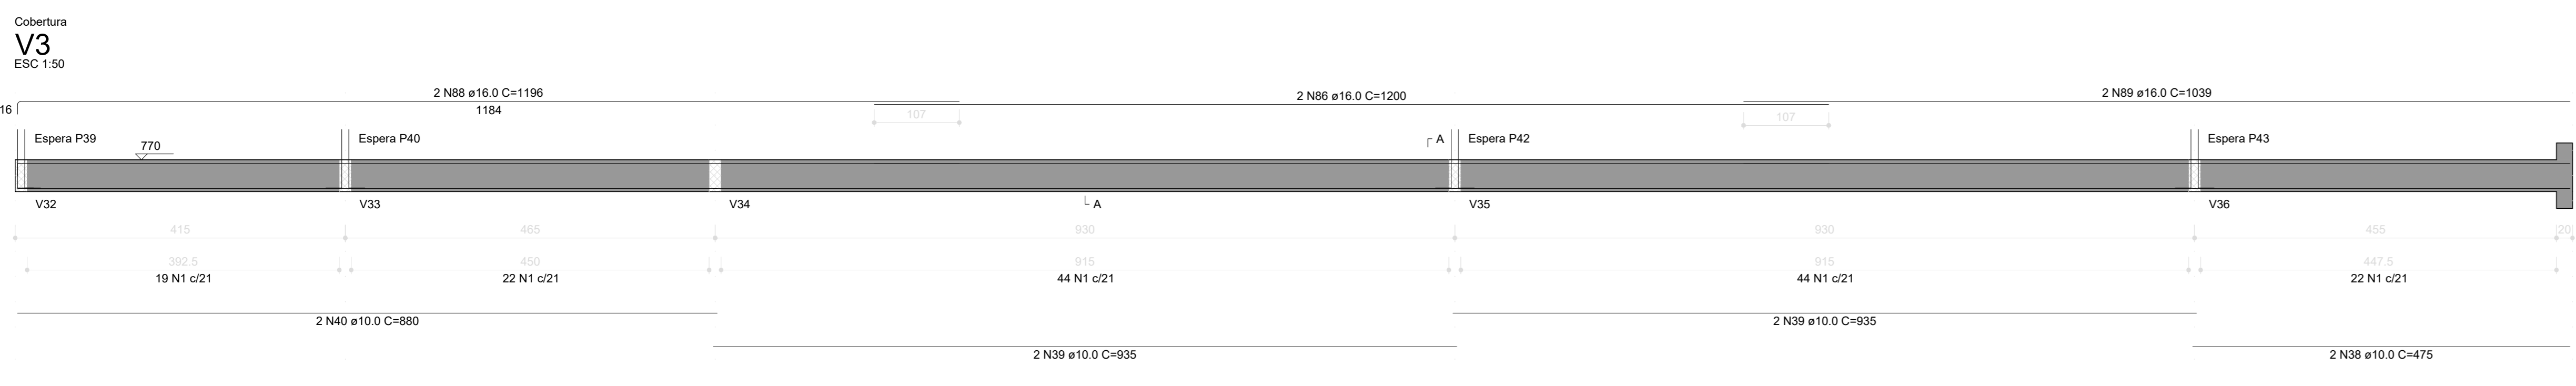 Cobertura
V3
ESC 1:50
2 N88 ø16.0 C=1196
2 N86 ø16.0 C=1200
2 N89 ø16.0 C=1039
16
1184
107
107
Espera P39
Espera P40
A
Espera P42
Espera P43
770
V32
V33
V34
A
V35
V36
415
465
930
930
455
20
392.5
450
915
915
447.5
19 N1 c/21
22 N1 c/21
44 N1 c/21
44 N1 c/21
22 N1 c/21
2 N40 ø10.0 C=880
2 N39 ø10.0 C=935
2 N39 ø10.0 C=935
2 N38 ø10.0 C=475